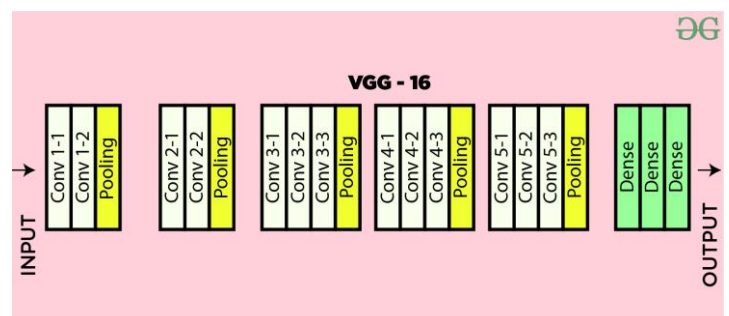 VGG - 16
INPUT
Conv 1-1
Conv 1-2
Pooling
Conv 2-1
Conv 2-2
Pooling
Conv 3-1
Conv 3-2
Conv 3-3
Pooling
Conv 4-1
Conv 4-2
Conv 4-3
Pooling
Conv 5-1
Conv 5-2
Conv 5-3
Pooling
Dense
Dense
Dense
OUTPUT